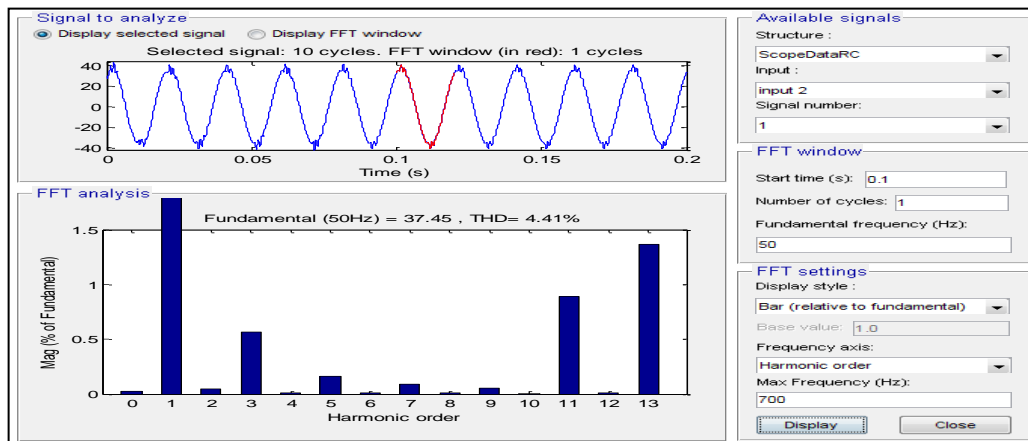 Signal to analyze
Display selected signal Display FFT window
Selected signal: 10 cycles. FFT window (in red): 1 cycles
40
20
0
-20
-40
0 0.05 0.1 0.15 0.2
Time (s)
FFT analysis
Fundamental (50Hz) = 37.45 , THD= 4.41%
1.5
1
0.5
0
Mag (% of Fundamental)
0 1 2 3 4 5 6 7 8 9 10 11 12 13
Harmonic order
Available signals
Structure :
ScopeDataRC
Input :
input 2
Signal number:
1
FFT window
Start time (s): 0.1
Number of cycles: 1
Fundamental frequency (Hz):
50
FFT settings
Display style :
Bar (relative to fundamental)
Base value: 1.0
Frequency axis:
Harmonic order
Max Frequency (Hz):
700
Display Close